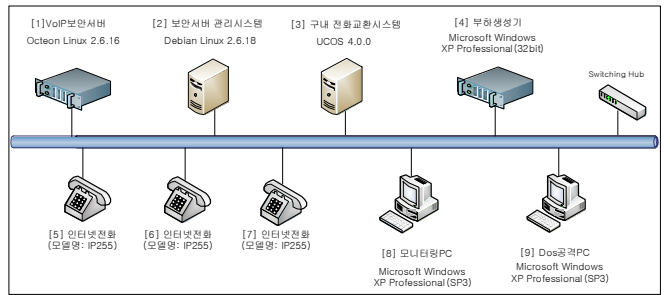 [1]VoIP보안서버
Octeon Linux 2.6.16
[2] 보안서버 관리시스템
Debian Linux 2.6.18
[3] 구내 전화교환시스템
UCOS 4.0.0
[4] 부하생성기
Microsoft Windows
XP Professional(32bit)
Switching Hub
[5] 인터넷전화
(모델명: IP255)
[6] 인터넷전화
(모델명: IP255)
[7] 인터넷전화
(모델명: IP255)
[8] 모니터링PC
Microsoft Windows
XP Professional(SP3)
[9] Dos공격PC
Microsoft Windows
XP Professional(SP3)